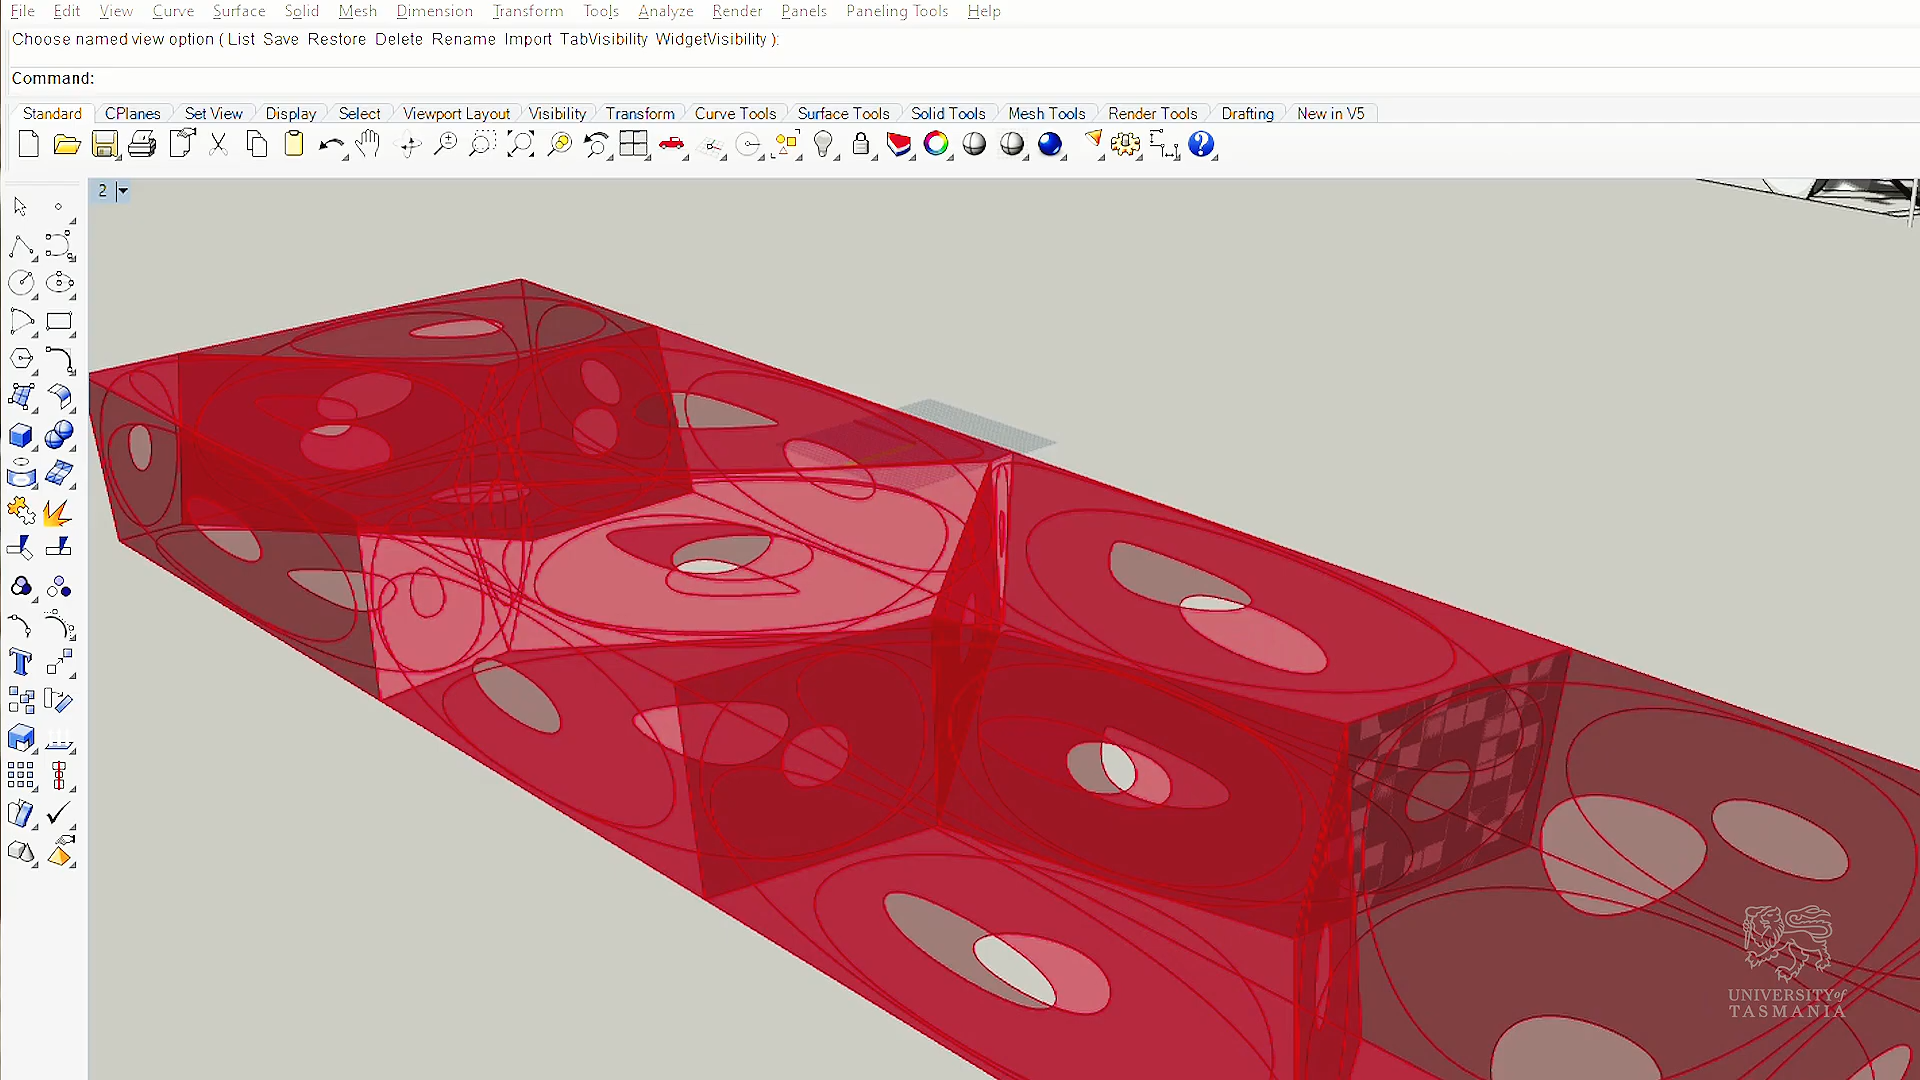 File Edit View Curve Surface Solid Mesh Dimension Transform Tools Analyze Render Panels Paneling Tools Help
Choose named view option ( List Save Restore Delete Rename Import TabVisibility WidgetVisibility ):
Command:
Standard CPlanes Set View Display Select Viewport Layout Visibility Transform Curve Tools Surface Tools Solid Tools Mesh Tools Render Tools Drafting New in V5
2
UNIVERSITY of
TASMANIA